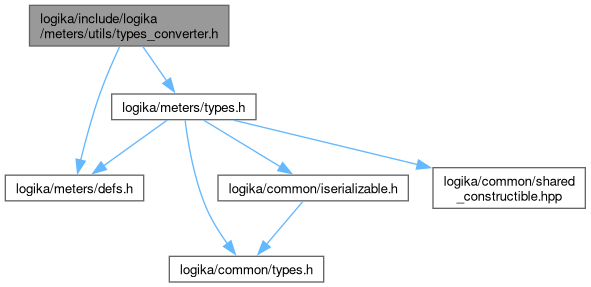 logika/include/logika
/meters/utils/types_converter.h
logika/meters/types.h
logika/meters/defs.h
logika/common/iserializable.h
logika/common/shared
_constructible.hpp
logika/common/types.h